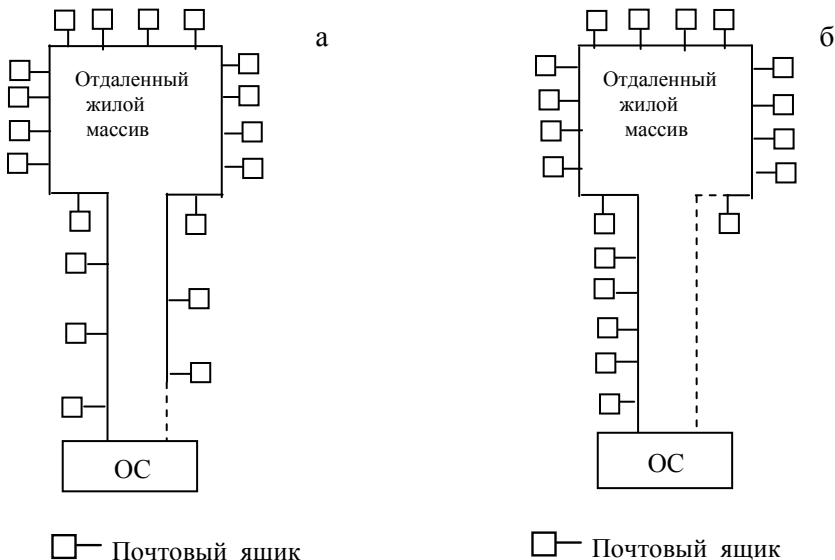 а
Отдаленный
жилой
массив
ОС
Почтовый ящик
б
Отдаленный
жилой
массив
ОС
Почтовый ящик